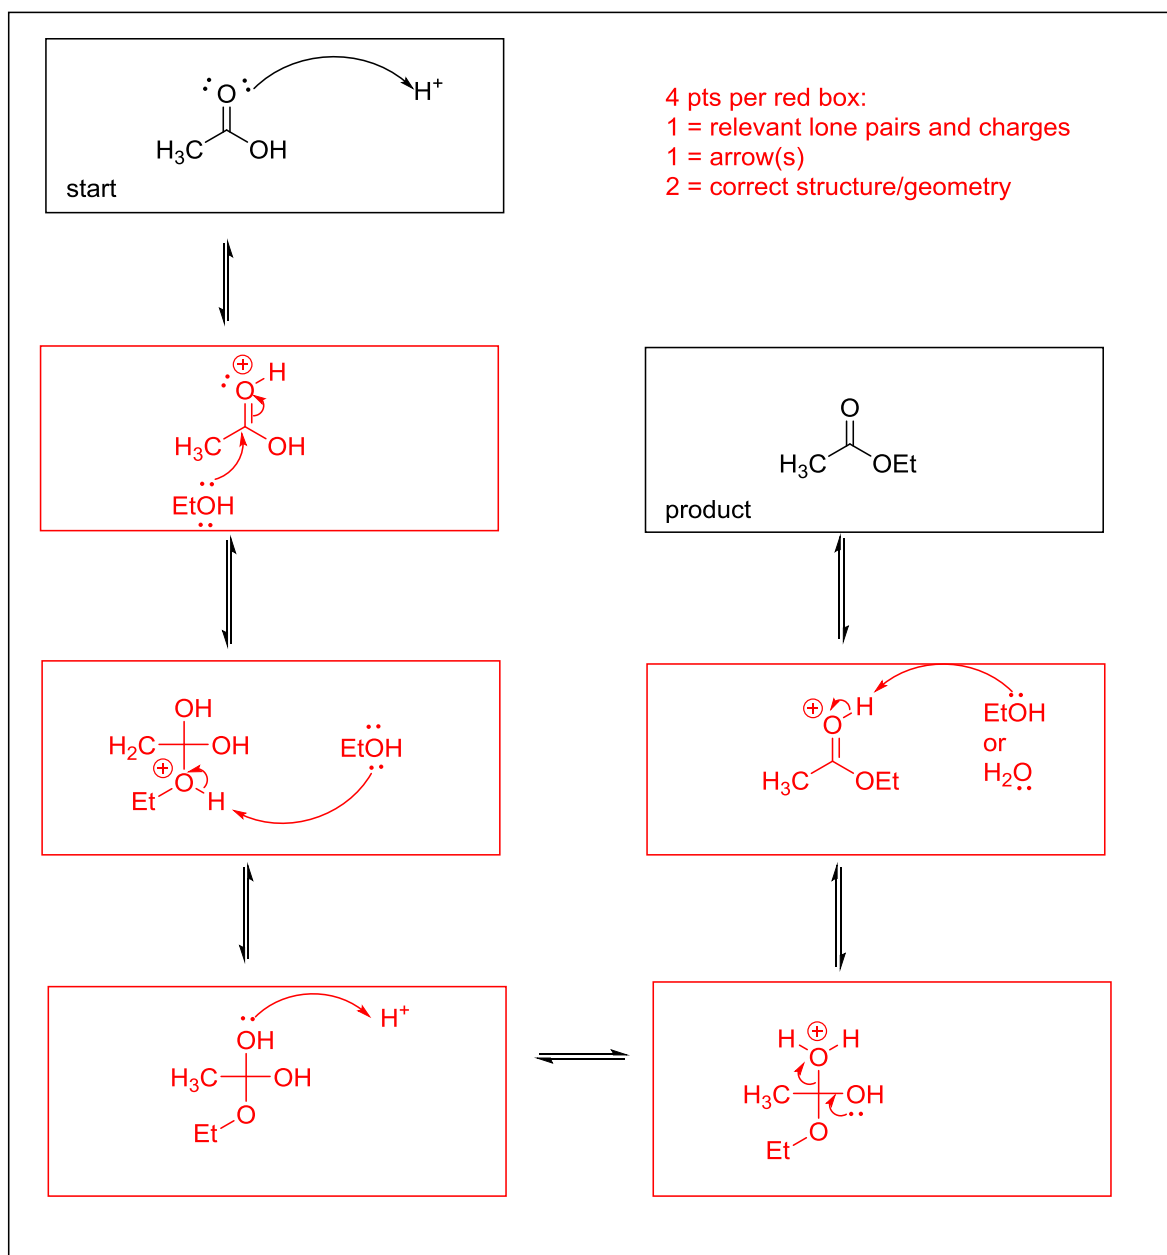 O
H⁺
H₃C
OH
start
4 pts per red box:
1 = relevant lone pairs and charges
1 = arrow(s)
2 = correct structure/geometry
+
H
O
H₃C
OH
EtOH
O
H₃C
OEt
product
OH
H₂C
OH
+
O
Et
H
EtOH
+
H
O
H₃C
OEt
EtOH
or
H₂O
H⁺
OH
H₃C
OH
O
Et
+
H
H
O
H₃C
OH
O
Et